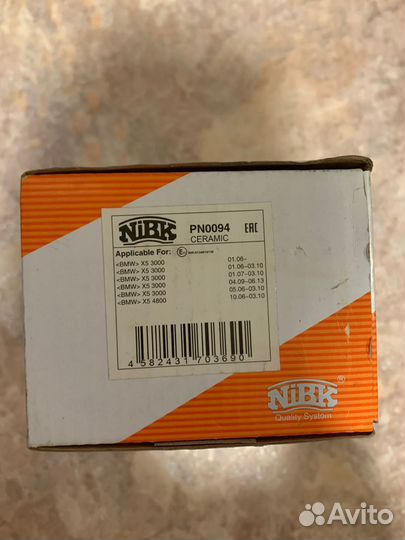 NiBK PN0094 EAC
CERAMIC
Applicable For:
<BMW> X5 3000 01.06-
<BMW> X5 3000 01.06-03.10
<BMW> X5 3000 01.07-03.10
<BMW> X5 3000 04.09-06.13
<BMW> X5 3000 05.06-03.10
<BMW> X5 4800 10.06-03.10
4 582431 703690
NiBK ®
Quality System
Avito